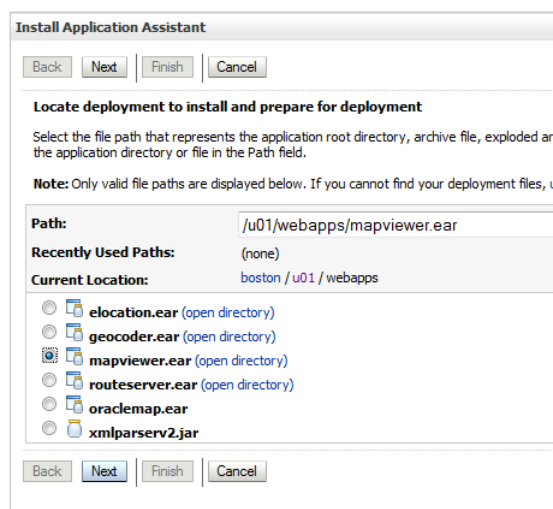 Install Application Assistant
Back Next Finish Cancel
Locate deployment to install and prepare for deployment
Select the file path that represents the application root directory, archive file, exploded ar
the application directory or file in the Path field.
Note: Only valid file paths are displayed below. If you cannot find your deployment files, u
Path: /u01/webapps/mapviewer.ear
Recently Used Paths: (none)
Current Location: boston / u01 / webapps
elocation.ear (open directory)
geocoder.ear (open directory)
mapviewer.ear (open directory)
routeserver.ear (open directory)
oraclemap.ear
xmlparserv2.jar
Back Next Finish Cancel